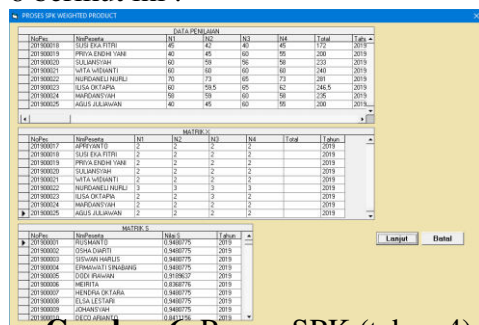 PROSES SPK WEIGHTED PRODUCT
DATA PENILAIAN
NoPes NmPeserta N1 N2 N3 N4 Total Tah
201900018 SUSI EKA FITRI 45 42 40 45 172 2019
201900019 PRIYA ENDHI YANI 40 45 60 55 200 2019
201900020 SULIANSYAH 60 59 56 58 233 2019
201900021 WITA WIDIANTI 60 60 60 60 240 2019
201900022 NURDANELI NURLI 70 73 65 73 281 2019
201900023 ILISA OKTAPIA 60 59,5 65 62 246,5 2019
201900024 MARDANSYAH 58 59 60 58 235 2019
201900025 AGUS JULIAWAN 40 45 60 55 200 2019
MATRIK X
NoPes NmPeserta N1 N2 N3 N4 Total Tahun
201900017 APRIYANTO 2 2 2 2 2019
201900018 SUSI EKA FITRI 2 2 2 2 2019
201900019 PRIYA ENDHI YANI 2 2 2 2 2019
201900020 SULIANSYAH 2 2 2 2 2019
201900021 WITA WIDIANTI 2 2 2 2 2019
201900022 NURDANELI NURLI 3 3 3 3 2019
201900023 ILISA OKTAPIA 2 2 3 2 2019
201900024 MARDANSYAH 2 2 2 2 2019
201900025 AGUS JULIAWAN 2 2 2 2 2019
MATRIK S
NoPes NmPeserta Nilai S Tahun
201900001 RUSMANTO 0,9480775 2019
201900002 OSHA DIARTI 0,9480775 2019
201900003 SISWAN HARLIS 0,9480775 2019
201900004 ERMAWATI SINABANG 0,9480775 2019
201900005 DODI IRAWAN 0,9189637 2019
201900006 MEIRITA 0,8368776 2019
201900007 HENDRA OKTARA 0,9480775 2019
201900008 ELSA LESTARI 0,9480775 2019
201900009 JOHANSYAH 0,9480775 2019
DECO ARIANTO 2019
Lanjut Batal